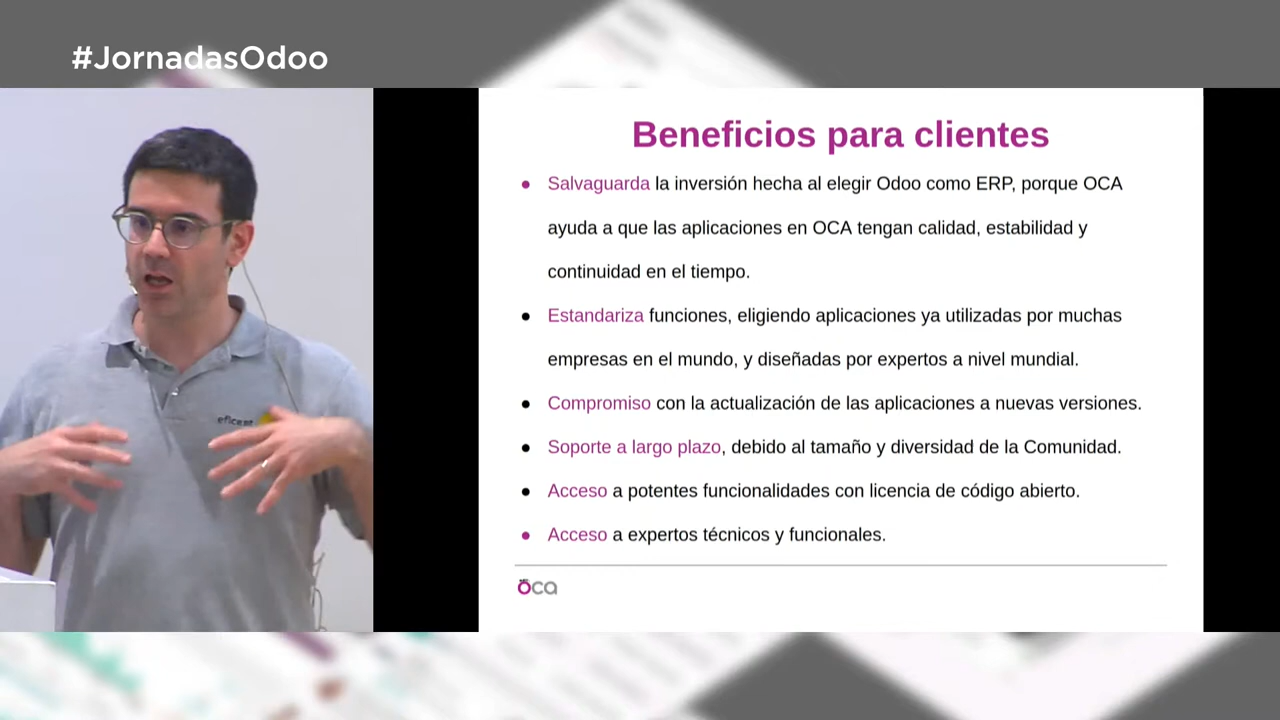 #JornadasOdoo
Beneficios para clientes
● Salvaguarda la inversión hecha al elegir Odoo como ERP, porque OCA
ayuda a que las aplicaciones en OCA tengan calidad, estabilidad y
continuidad en el tiempo.
● Estandariza funciones, eligiendo aplicaciones ya utilizadas por muchas
empresas en el mundo, y diseñadas por expertos a nivel mundial.
● Compromiso con la actualización de las aplicaciones a nuevas versiones.
● Soporte a largo plazo, debido al tamaño y diversidad de la Comunidad.
● Acceso a potentes funcionalidades con licencia de código abierto.
● Acceso a expertos técnicos y funcionales.
oca